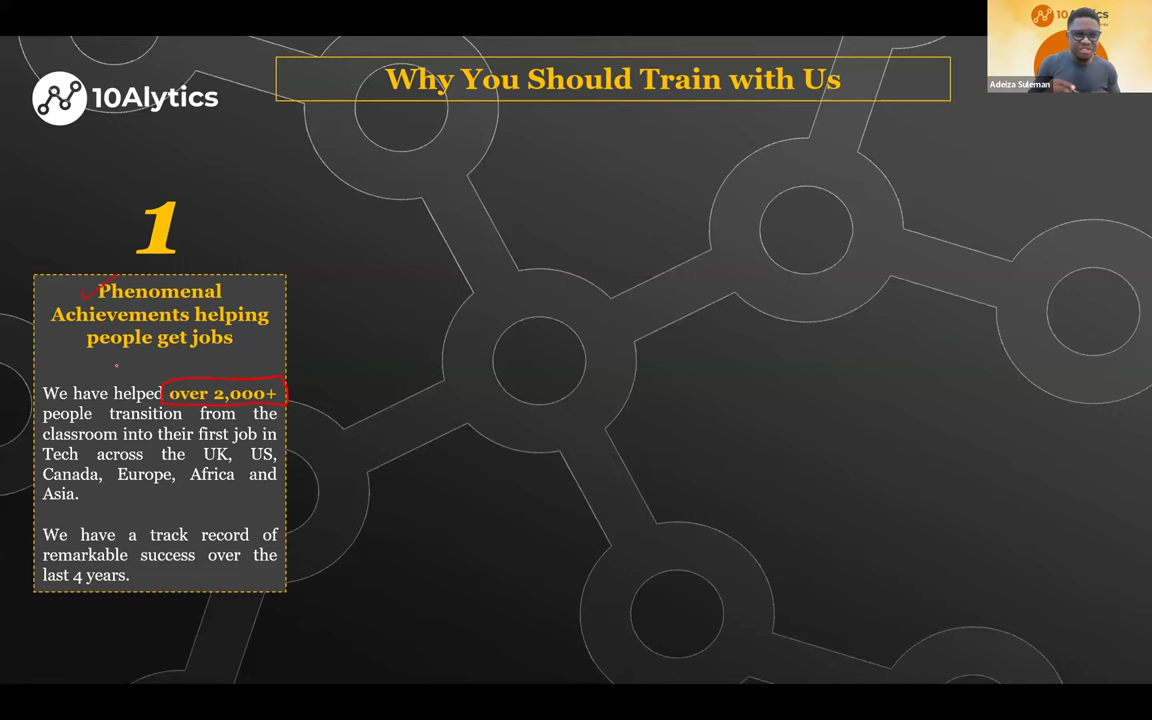 10Alytics
Why You Should Train with Us
10Alytics
Adeiza Suleman
1
Phenomenal
Achievements helping
people get jobs
We have helped over 2,000+
people transition from the
classroom into their first job in
Tech across the UK, US,
Canada, Europe, Africa and
Asia.
We have a track record of
remarkable success over the
last 4 years.